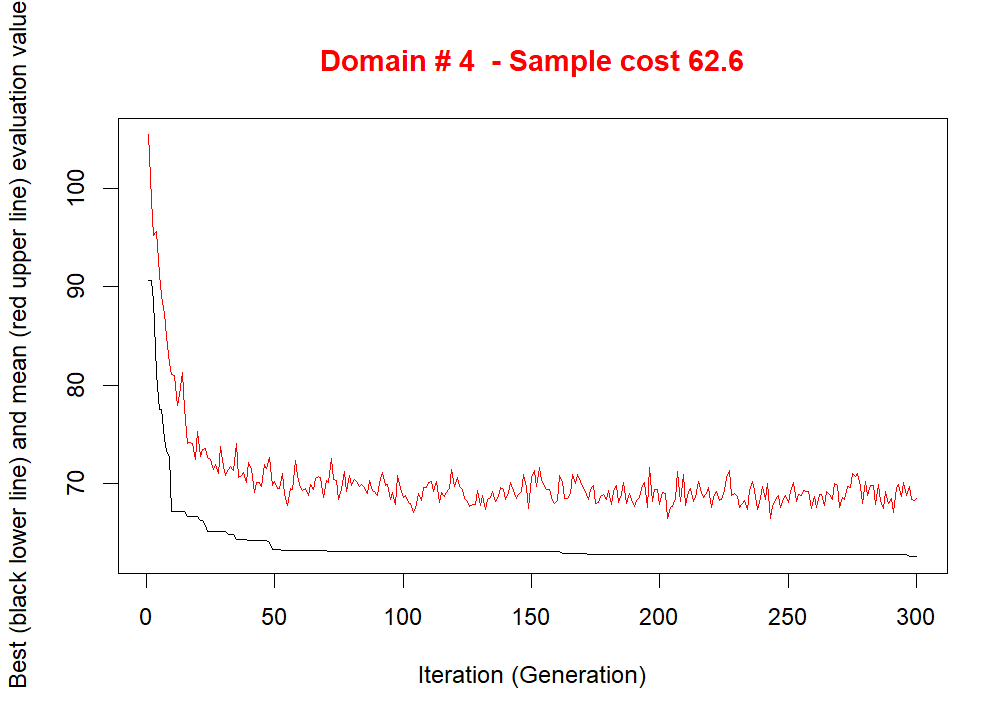 Domain # 4  - Sample cost 62.6
Best (black lower line) and mean (red upper line) evaluation value
100
90
80
70
0 50 100 150 200 250 300
Iteration (Generation)